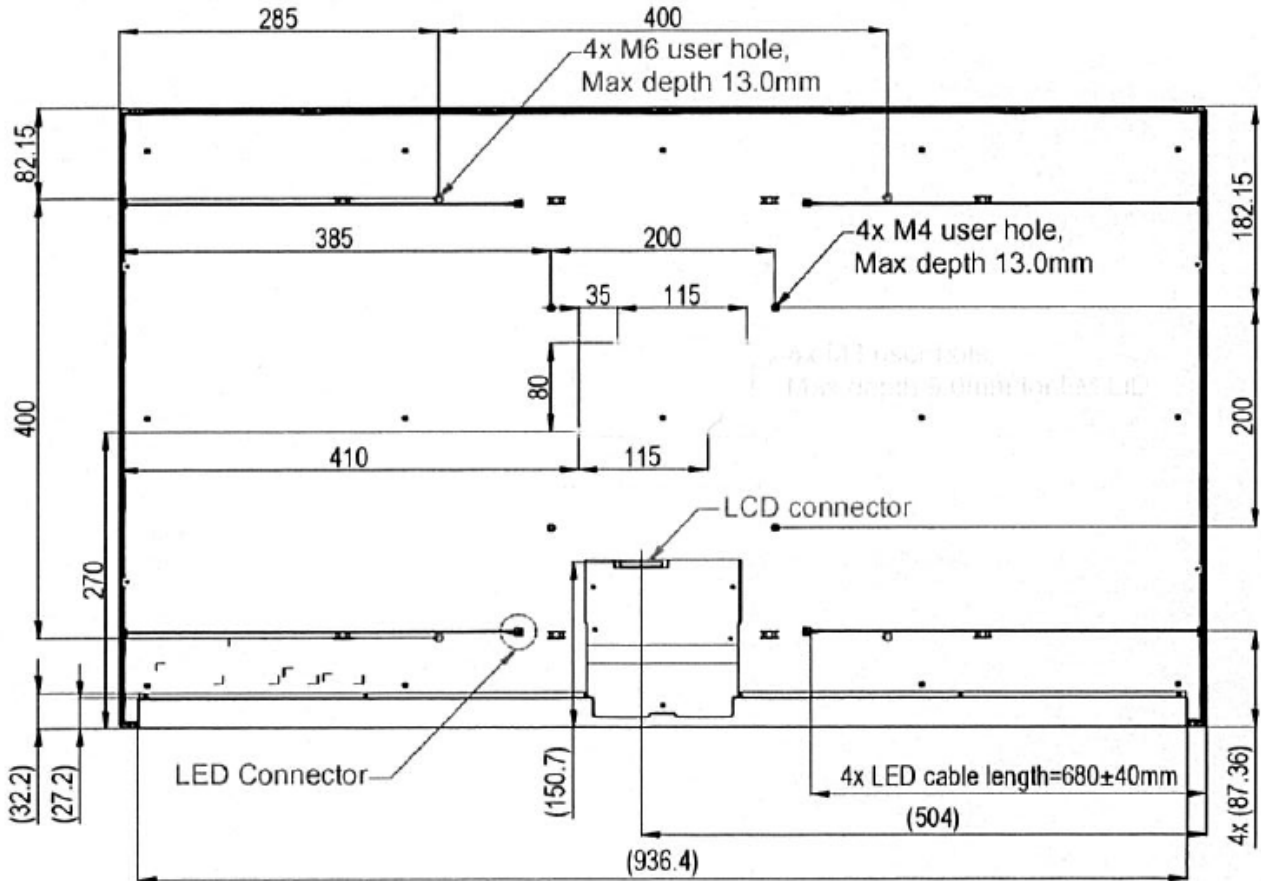 285
400
4x M6 user hole,
Max depth 13.0mm
82.15
182.15
385
200
4x M4 user hole,
Max depth 13.0mm
35
115
80
400
200
410
115
LCD connector
270
LED Connector
(32.2)
(27.2)
(150.7)
4x LED cable length=680±40mm
(504)
4x (87.36)
(936.4)